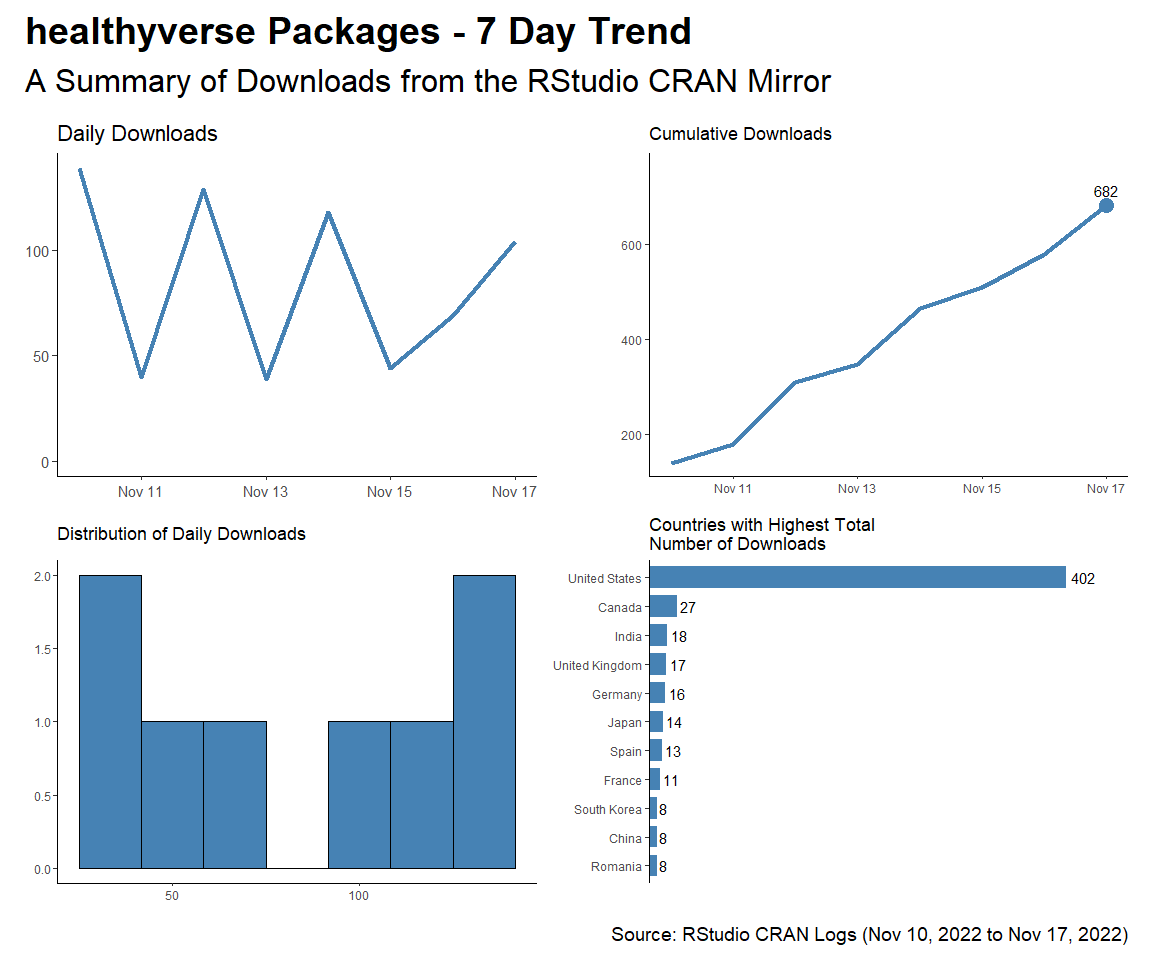 healthyverse Packages - 7 Day Trend
A Summary of Downloads from the RStudio CRAN Mirror
Daily Downloads
100
50
0
Nov 11 Nov 13 Nov 15 Nov 17
Cumulative Downloads
682
600
400
200
Nov 11 Nov 13 Nov 15 Nov 17
Distribution of Daily Downloads
2.0
1.5
1.0
0.5
0.0
50 100
Countries with Highest Total
Number of Downloads
United States 402
Canada 27
India 18
United Kingdom 17
Germany 16
Japan 14
Spain 13
France 11
South Korea 8
China 8
Romania 8
Source: RStudio CRAN Logs (Nov 10, 2022 to Nov 17, 2022)